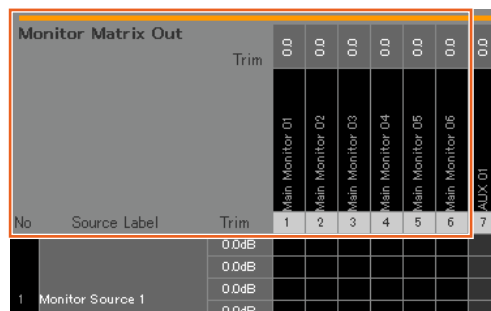 Monitor Matrix Out
Trim
0.0
0.0
0.0
0.0
0.0
0.0
0.0
Main Monitor 01
Main Monitor 02
Main Monitor 03
Main Monitor 04
Main Monitor 05
Main Monitor 06
AUX 01
No Source Label Trim 1 2 3 4 5 6 7
0.0dB
0.0dB
0.0dB
1 Monitor Source 1
0.0dB